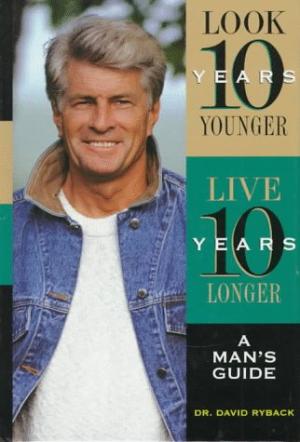 LOOK
10
YEARS
YOUNGER
LIVE
10
YEARS
LONGER
A
MAN'S
GUIDE
DR. DAVID RYBACK